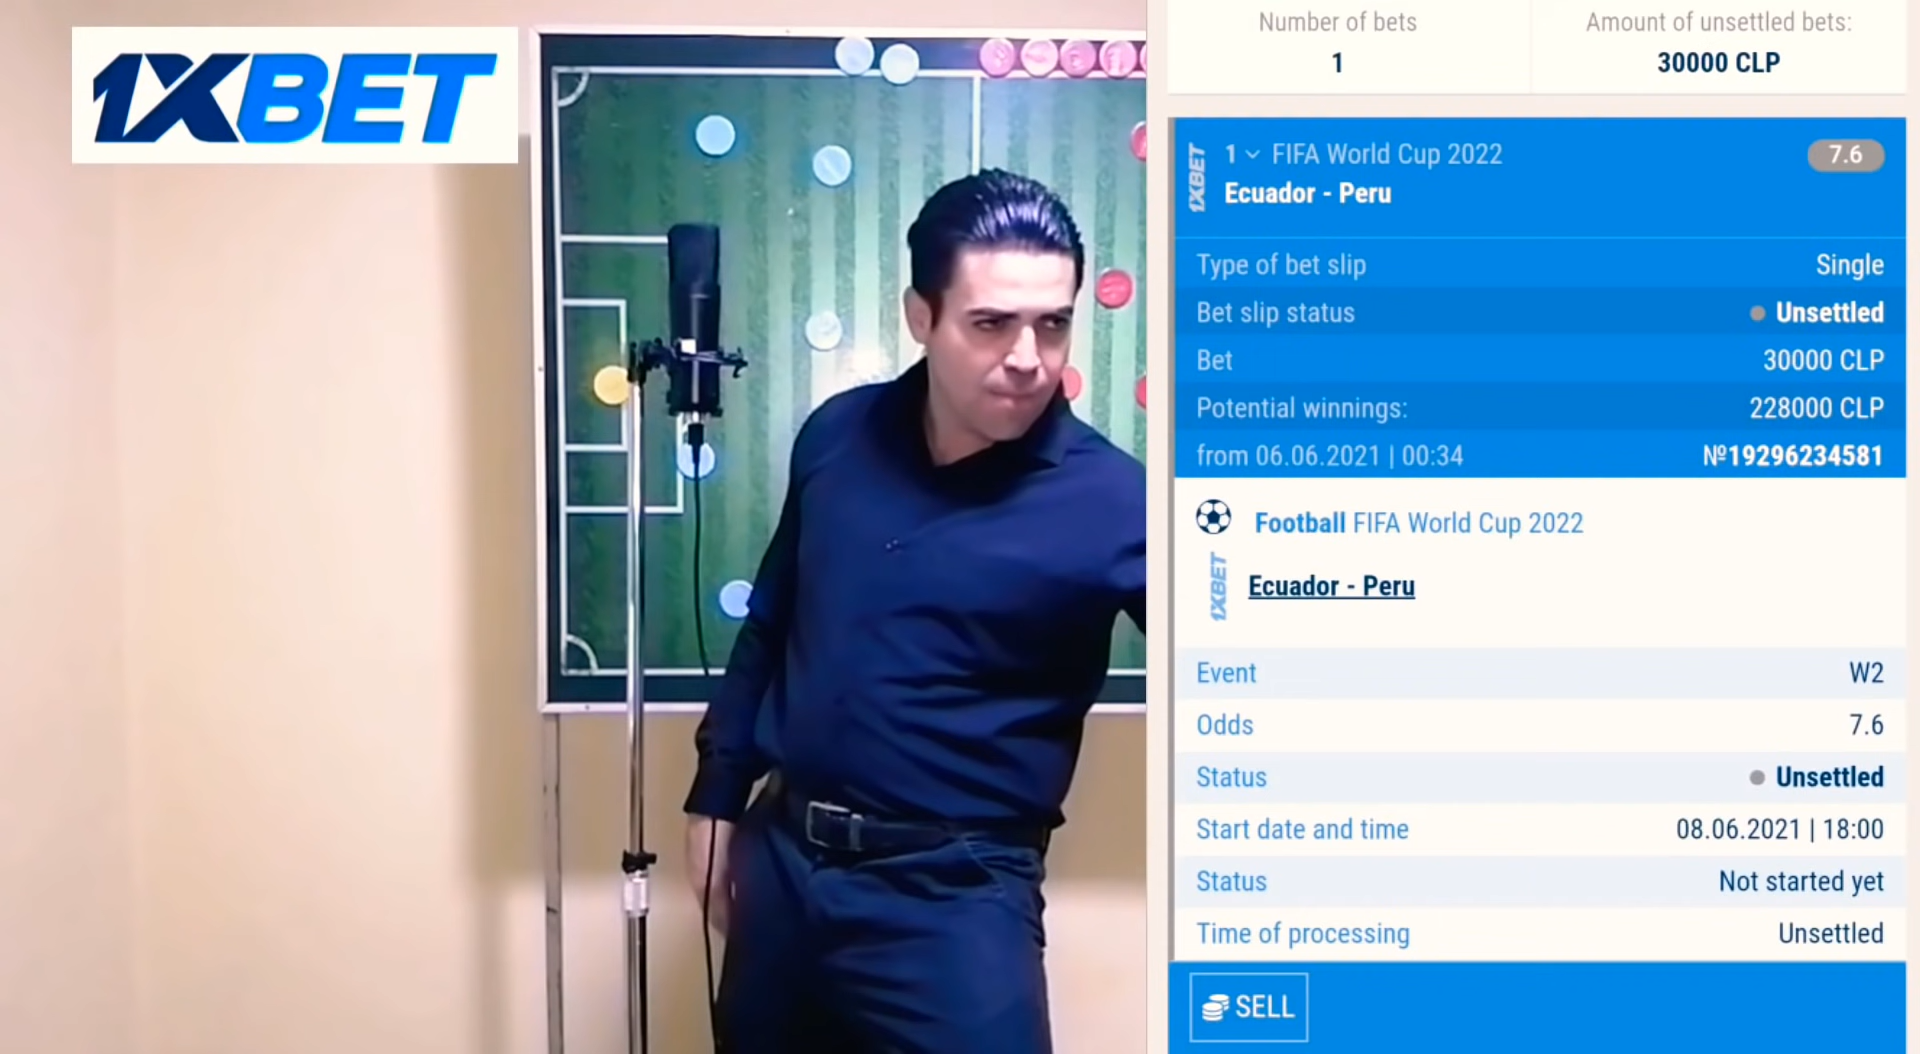 1XBET
Number of bets
1
Amount of unsettled bets:
30000 CLP
1XBET
1 FIFA World Cup 2022
7.6
Ecuador - Peru
Type of bet slip Single
Bet slip status Unsettled
Bet 30000 CLP
Potential winnings: 228000 CLP
from 06.06.2021 | 00:34 №19296234581
Football FIFA World Cup 2022
1XBET
Ecuador - Peru
Event W2
Odds 7.6
Status Unsettled
Start date and time 08.06.2021 | 18:00
Status Not started yet
Time of processing Unsettled
SELL